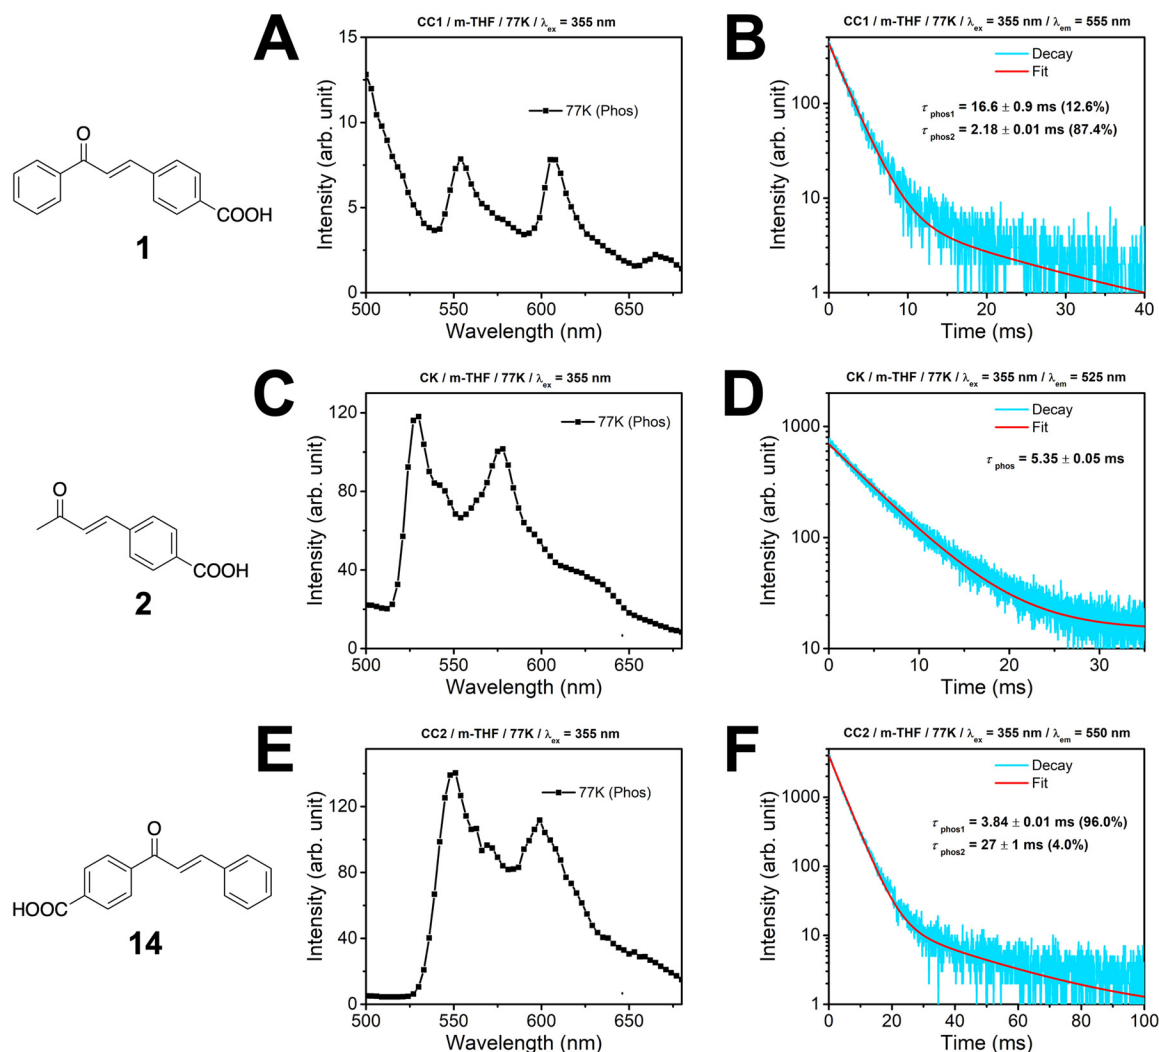 A
CC1 / m-THF / 77K / λex = 355 nm
15
10
5
0
Intensity (arb. unit)
77K (Phos)
500 550 600 650
Wavelength (nm)
B
CC1 / m-THF / 77K / λex = 355 nm / λem = 555 nm
100
10
1
Intensity (arb. unit)
Decay
Fit
τ phos1 = 16.6 ± 0.9 ms (12.6%)
τ phos2 = 2.18 ± 0.01 ms (87.4%)
0 10 20 30 40
Time (ms)
O
COOH
1
C
CK / m-THF / 77K / λex = 355 nm
120
80
40
0
Intensity (arb. unit)
77K (Phos)
500 550 600 650
Wavelength (nm)
D
CK / m-THF / 77K / λex = 355 nm / λem = 525 nm
1000
100
10
Intensity (arb. unit)
Decay
Fit
τ phos = 5.35 ± 0.05 ms
0 10 20 30
Time (ms)
O
COOH
2
E
CC2 / m-THF / 77K / λex = 355 nm
120
80
40
0
Intensity (arb. unit)
77K (Phos)
500 550 600 650
Wavelength (nm)
F
CC2 / m-THF / 77K / λex = 355 nm / λem = 550 nm
1000
100
10
1
Intensity (arb. unit)
Decay
Fit
τ phos1 = 3.84 ± 0.01 ms (96.0%)
τ phos2 = 27 ± 1 ms (4.0%)
0 20 40 60 80 100
Time (ms)
O
HOOC
14